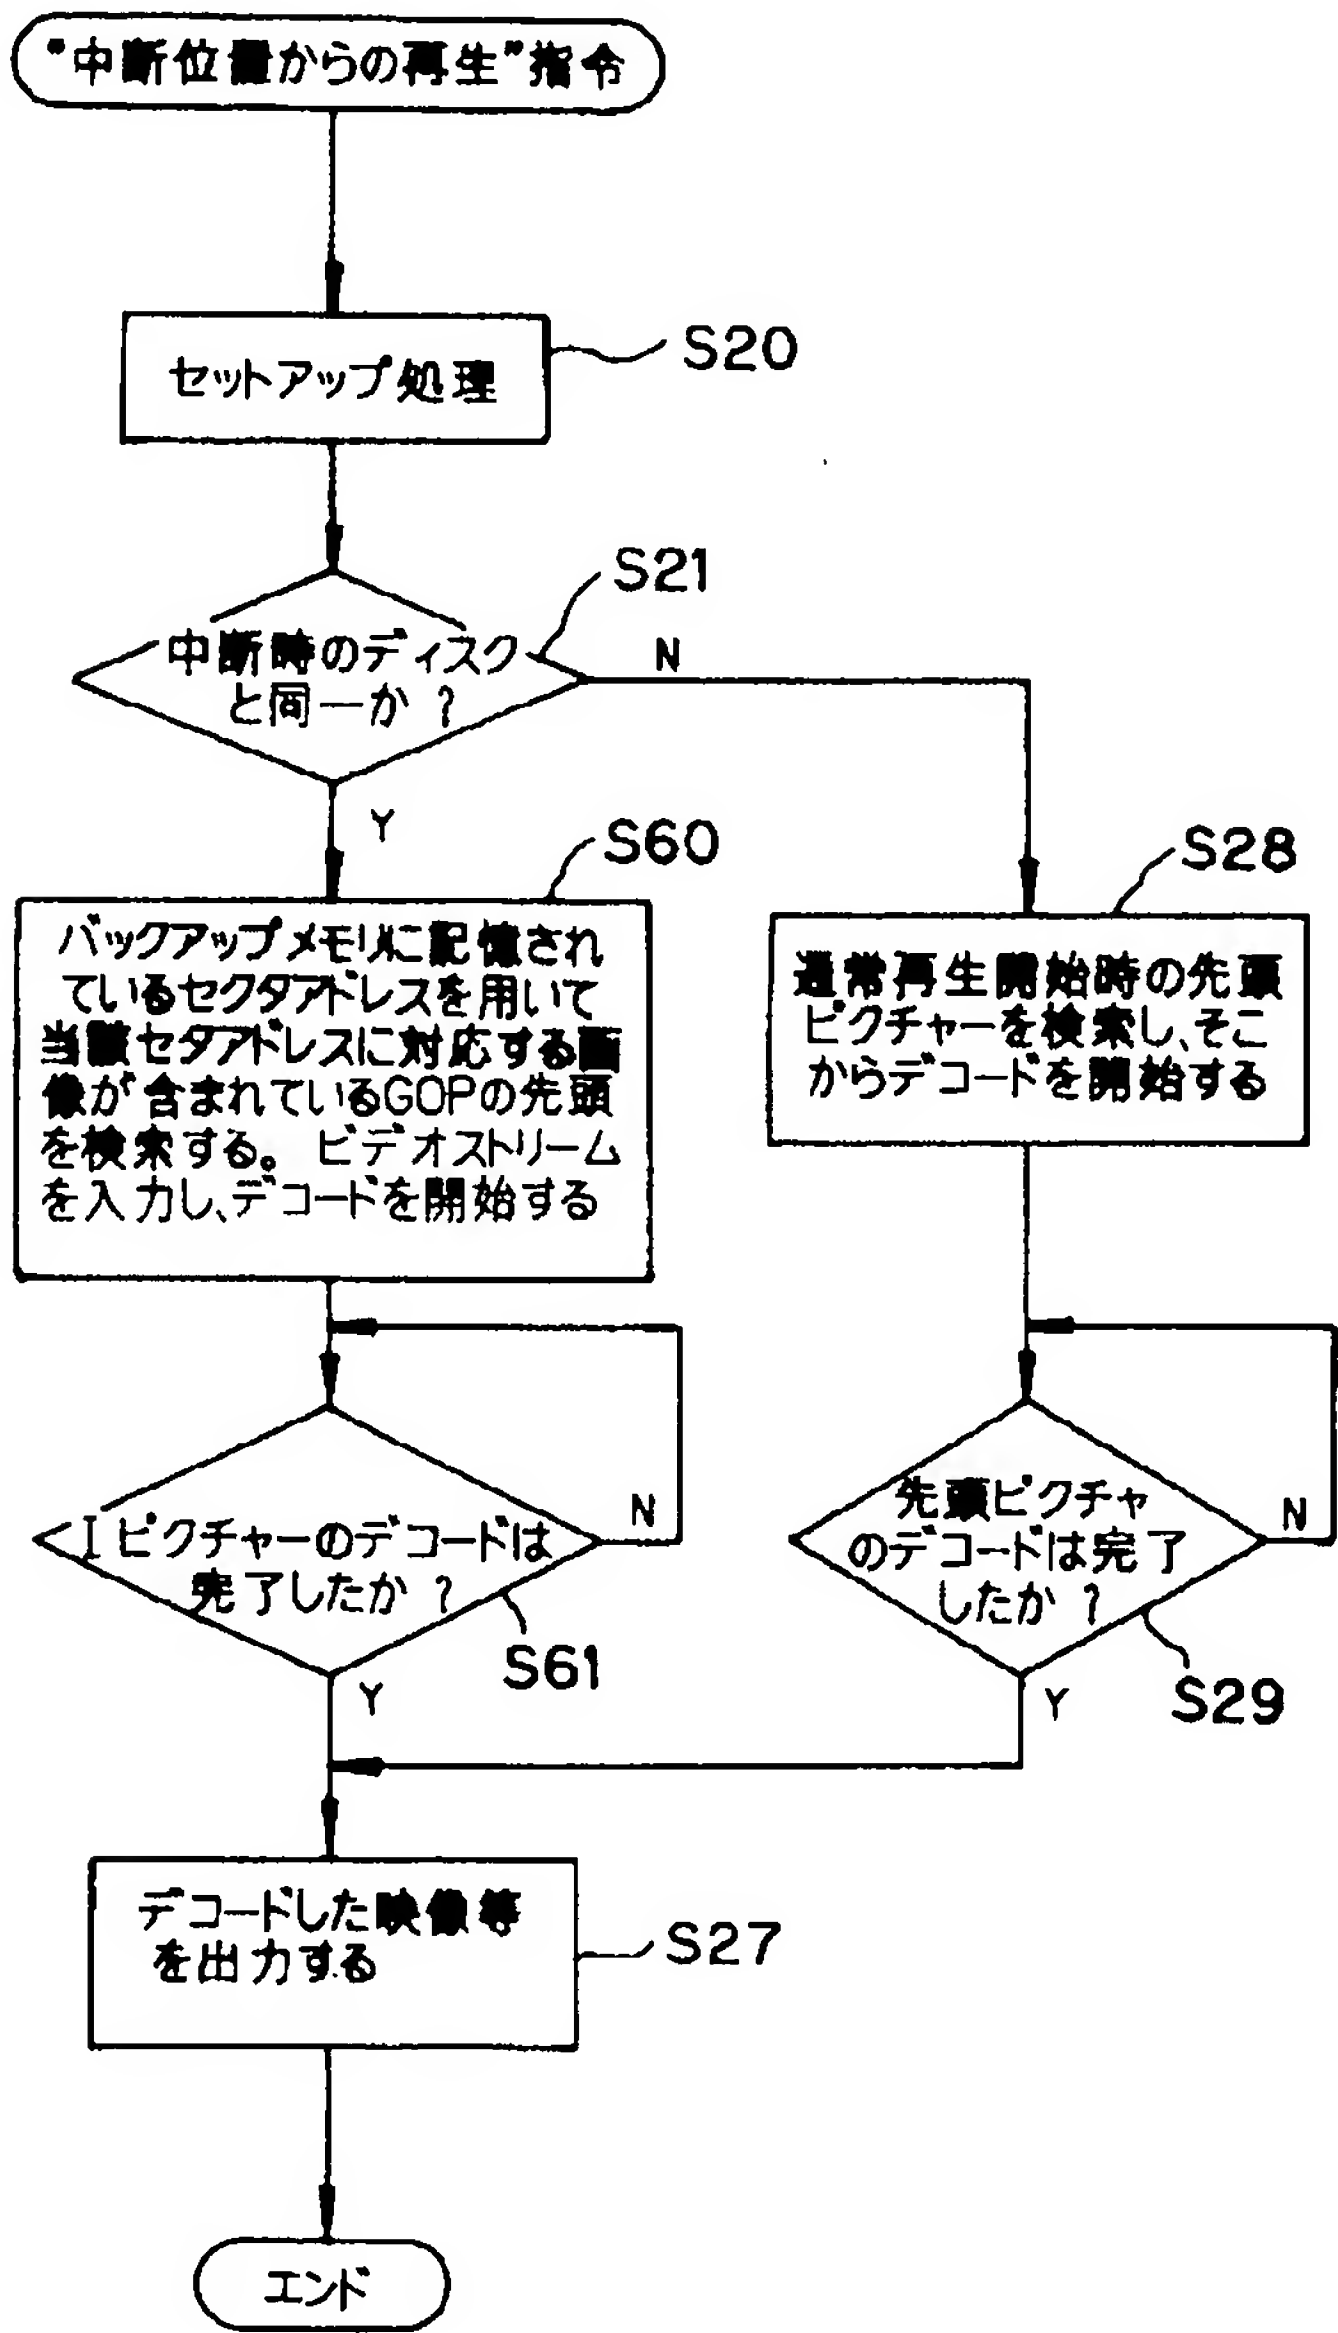 "中断位置からの再生"指令
セットアップ処理
S20
中断時のディスク
と同一か?
S21
N
Y
S60
バックアップメモリに記憶され
ているセクタアドレスを用いて
当該セタアドレスに対応する画
像が含まれているGOPの先頭
を検索する。 ビデオストリーム
を入力し、デコードを開始する
S28
通常再生開始時の先頭
ピクチャーを検索し、そこ
からデコードを開始する
Iピクチャーのデコードは
完了したか?
N
S61
Y
先頭ピクチャ
のデコードは完了
したか?
N
S29
Y
デコードした映像等
を出力する
S27
エンド